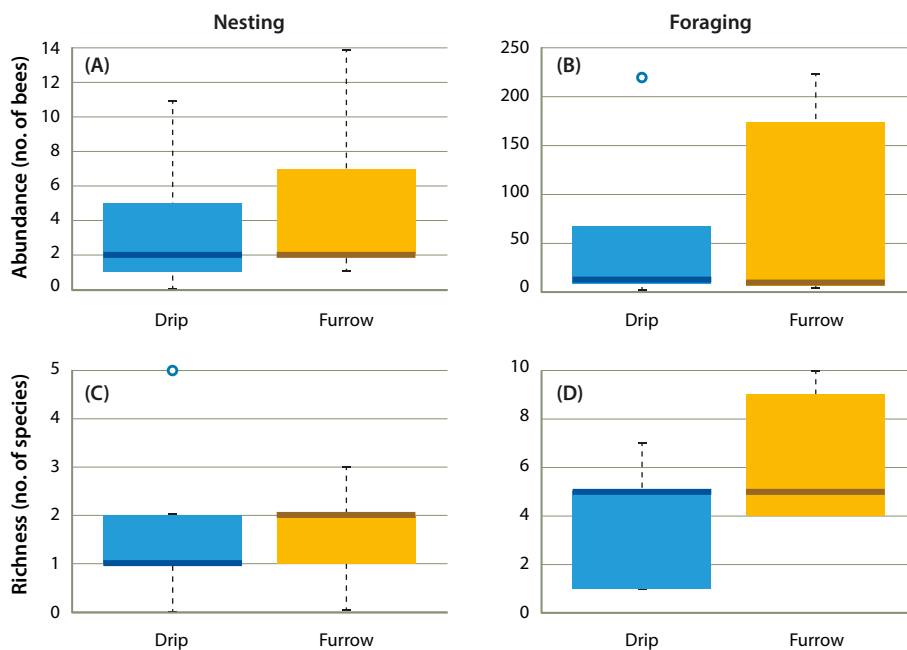 Nesting
Foraging
Abundance (no. of bees)
(A)
14
12
10
8
6
4
2
0
Drip
Furrow
(B)
250
200
150
100
50
0
Drip
Furrow
Richness (no. of species)
(C)
5
4
3
2
1
0
Drip
Furrow
(D)
10
8
6
4
2
0
Drip
Furrow